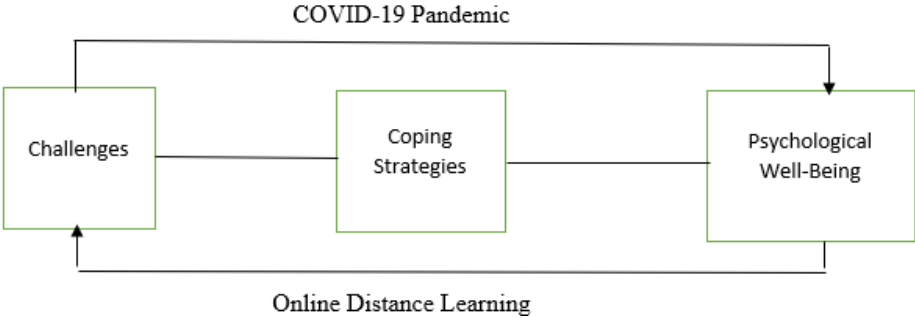 COVID-19 Pandemic
Challenges
Coping
Strategies
Psychological
Well-Being
Online Distance Learning